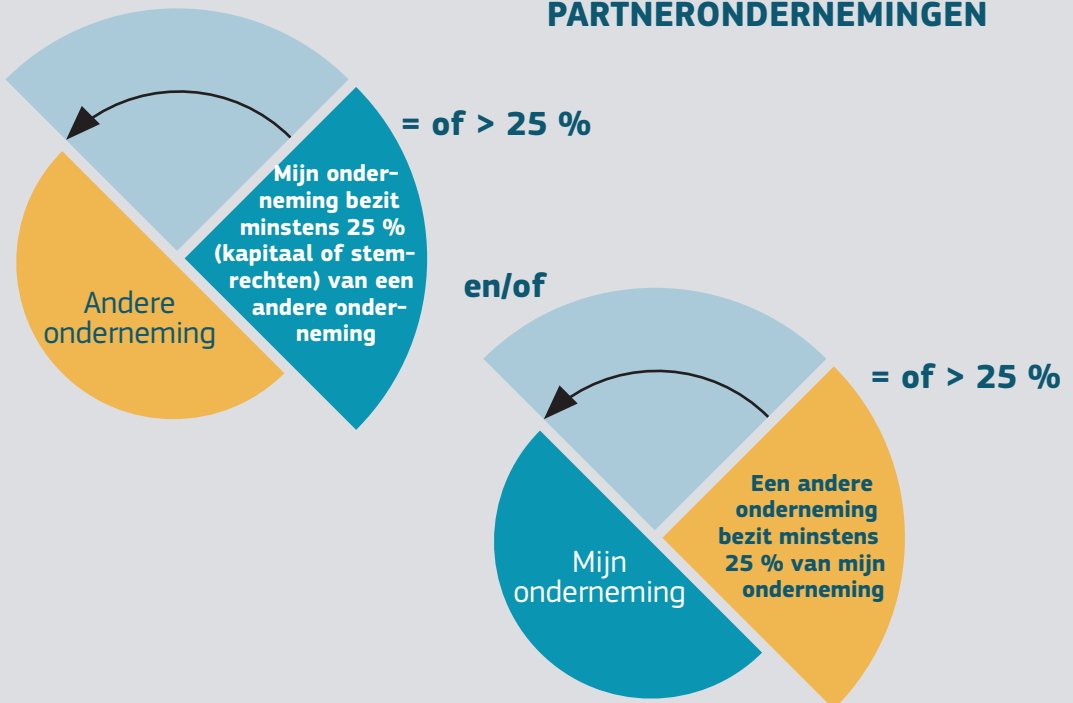 PARTNERONDERNEMINGEN
= of > 25 %
Mijn onder-
neming bezit
minstens 25 %
(kapitaal of stem-
rechten) van een
andere onder-
neming
Andere
onderneming
en/of
= of > 25 %
Een andere
onderneming
bezit minstens
25 % van mijn
onderneming
Mijn
onderneming